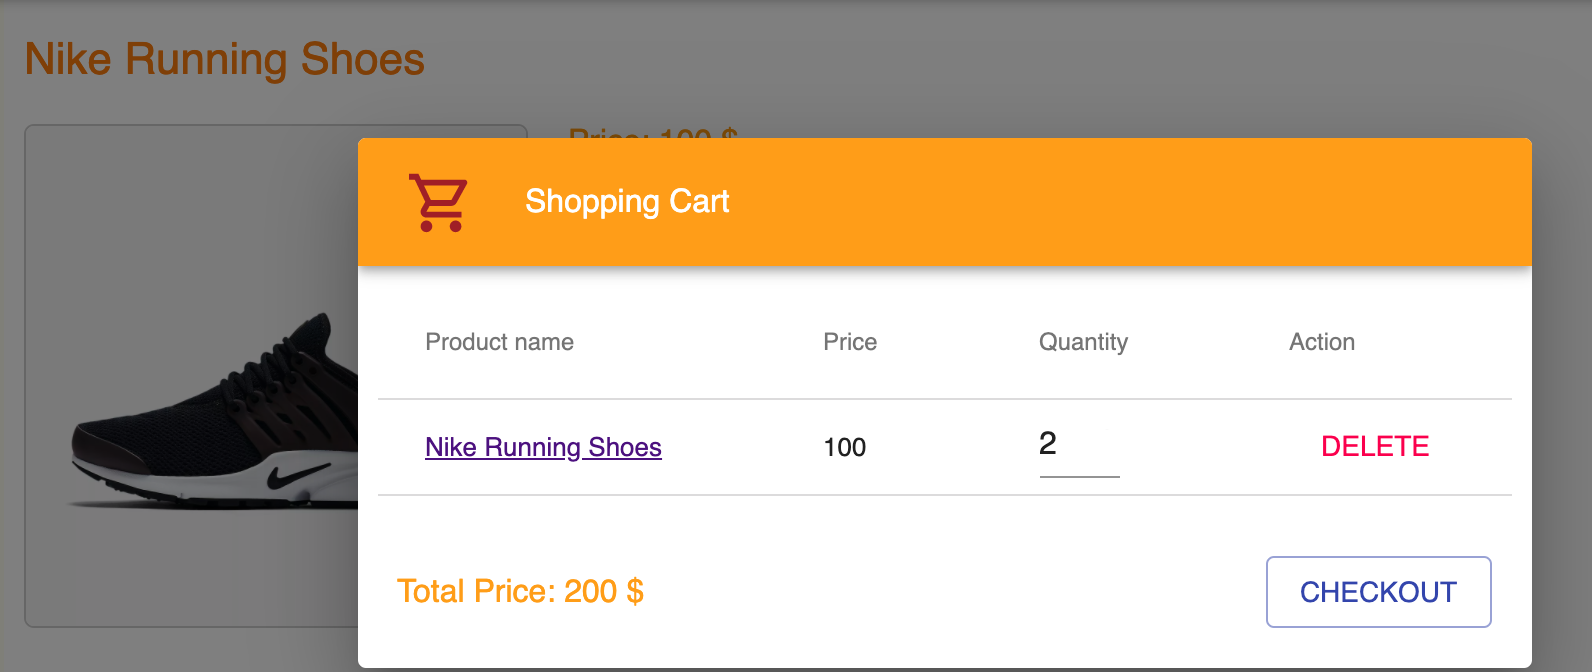 Nike Running Shoes
Price: 100 $
Shopping Cart
Product name Price Quantity Action
Nike Running Shoes 100 2 DELETE
Total Price: 200 $ CHECKOUT